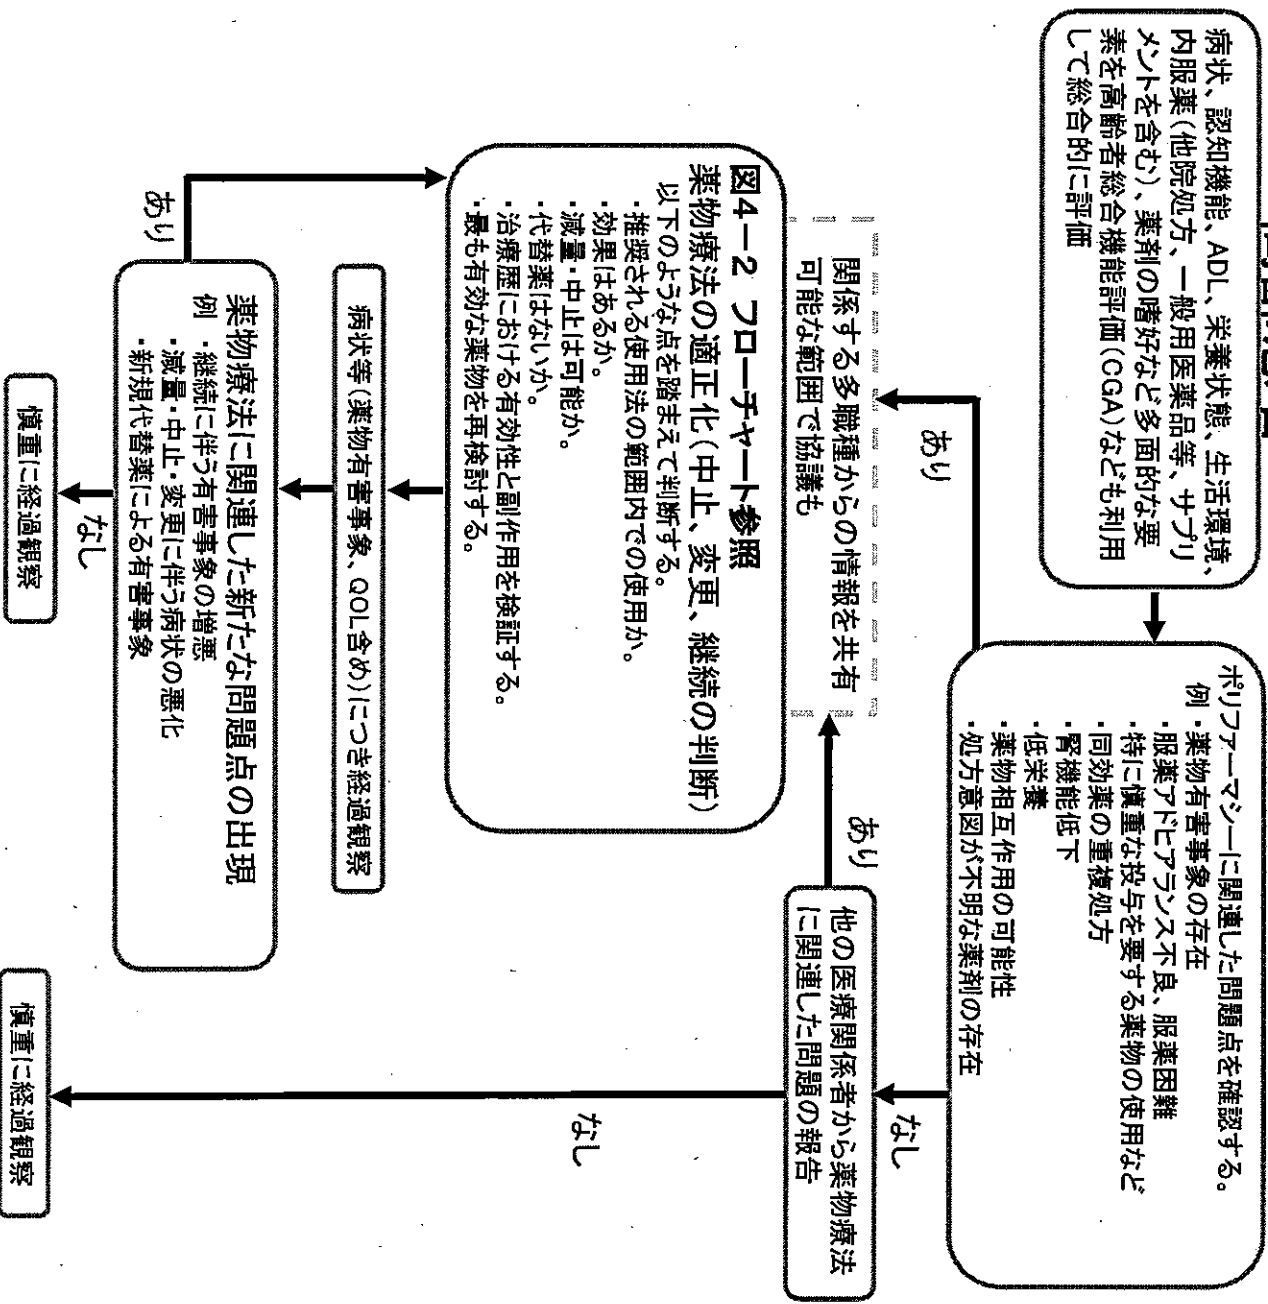 病状、認知機能、ADL、栄養状態、生活環境、
内服薬(他院処方、一般用医薬品等、サプリ
メントを含む)、薬剤の嗜好など多面的な要
素を高齢者総合機能評価(CGA)なども利用
して総合的に評価
ポリファーマシーに関連した問題点を確認する。
例 ・薬物有害事象の存在
・服薬アドヒアランス不良、服薬困難
・特に慎重な投与を要する薬物の使用など
・同効薬の重複処方
・腎機能低下
・低栄養
・薬物相互作用の可能性
・処方意図が不明な薬剤の存在
あり
なし
関係する多職種からの情報を共有
可能な範囲で協議も
あり
他の医療関係者から薬物療法
に関連した問題の報告
図4-2 フローチャート参照
薬物療法の適正化(中止、変更、継続の判断)
以下のような点を踏まえて判断する。
・推奨される使用法の範囲内での使用か。
・効果はあるか。
・減量・中止は可能か。
・代替薬はないか。
・治療歴における有効性と副作用を検証する。
・最も有効な薬物を再検討する。
なし
病状等(薬物有害事象、QOL含め)につき経過観察
薬物療法に関連した新たな問題点の出現
例 ・継続に伴う有害事象の増悪
・減量・中止・変更に伴う病状の悪化
・新規代替薬による有害事象
あり
なし
慎重に経過観察
慎重に経過観察